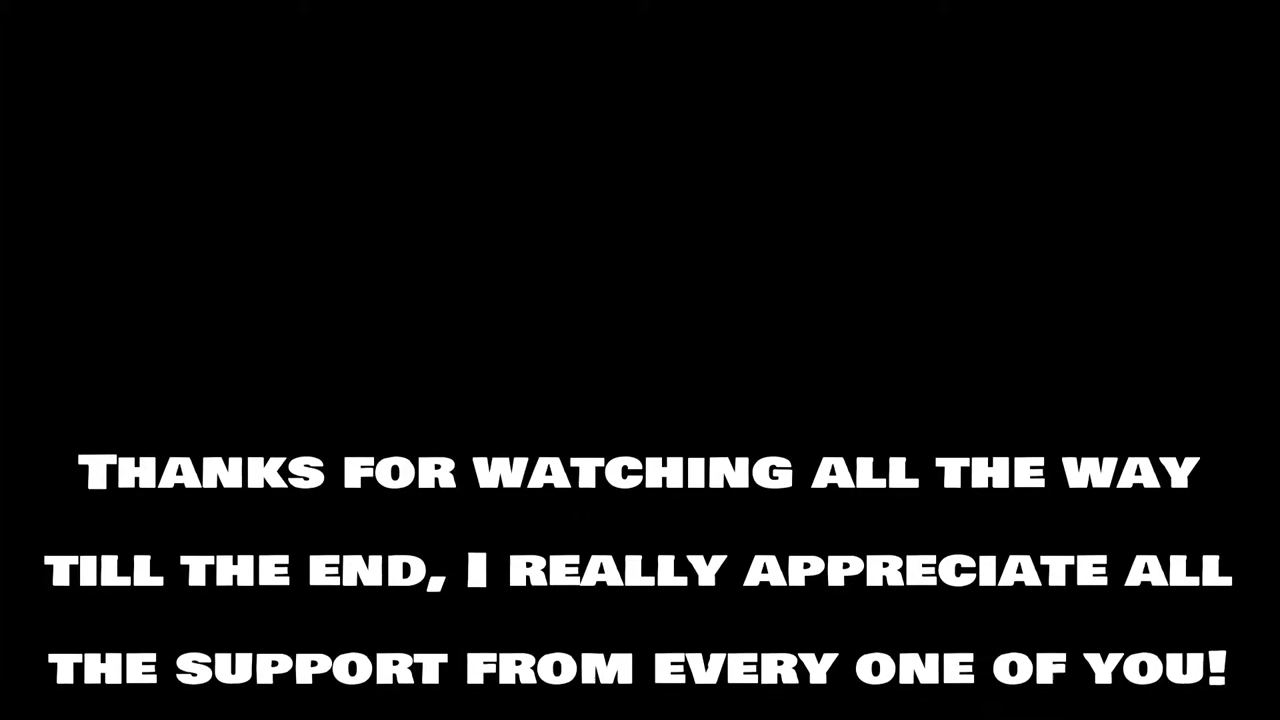 Thanks for watching all the way
till the end, I really appreciate all
the support from every one of you!